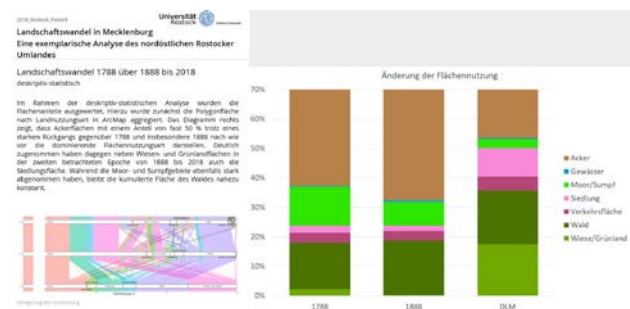 2018_Rostock_Poster4
Universität
Rostock
Landschaftswandel in Mecklenburg
Eine exemplarische Analyse des nordöstlichen Rostocker
Umlandes
Landschaftswandel 1788 über 1888 bis 2018
deskriptiv-statistisch
Im Rahmen der deskriptiv-statistischen Analyse wurden die
Flächenanteile ausgewertet. Hierzu wurde zunächst die Polygonfläche
nach Landnutzungsart in ArcMap aggregiert. Das Diagramm rechts
zeigt, dass Ackerflächen mit einem Anteil von fast 50 % trotz eines
starken Rückgangs gegenüber 1788 und insbesondere 1888 nach wie
vor die dominierende Flächennutzungsart darstellen. Deutlich
zugenommen haben dagegen neben Wiesen- und Grünlandflächen in
der zweiten betrachteten Epoche von 1888 bis 2018 auch die
Siedlungsfläche. Während die Moor- und Sumpfgebiete ebenfalls stark
abgenommen haben, bleibt die kumulierte Fläche des Waldes nahezu
konstant.
Änderung der Flächennutzung
70%
60%
50%
40%
30%
20%
10%
0%
1788
1888
DLM
Acker
Gewässer
Moor/Sumpf
Siedlung
Verkehrsfläche
Wald
Wiese/Grünland